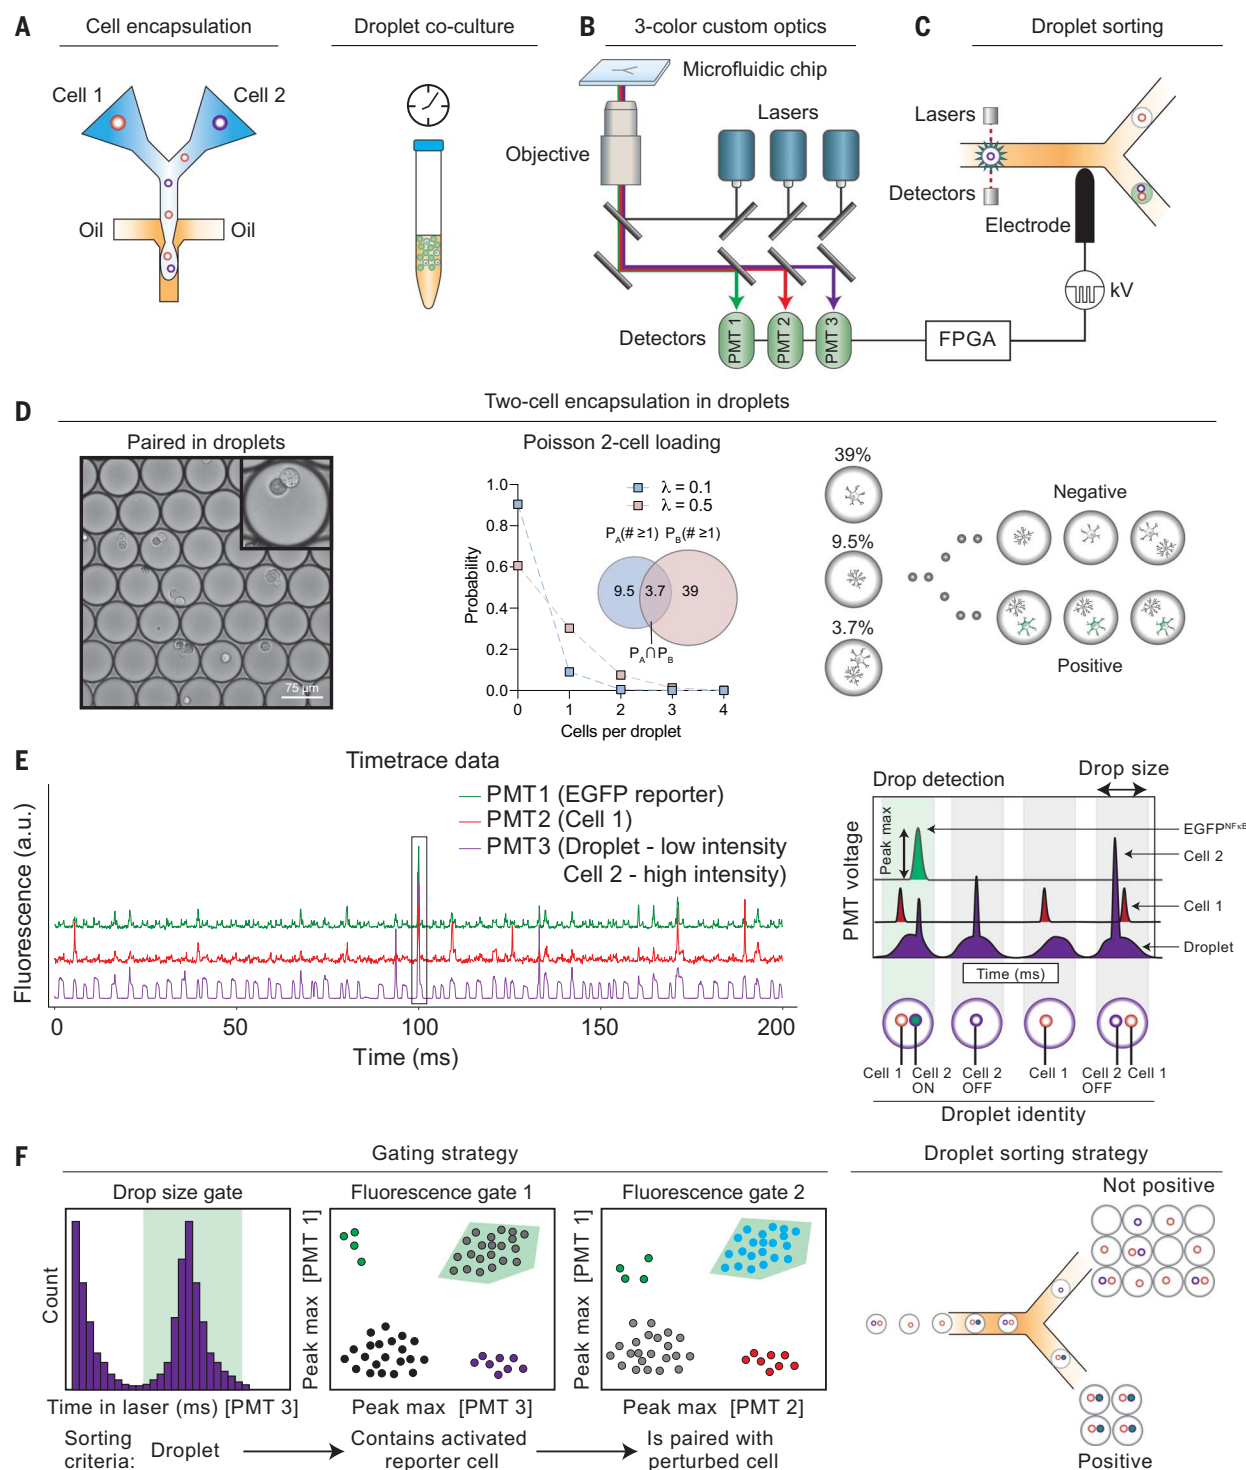 A
Cell encapsulation
Droplet co-culture
Cell 1
Cell 2
Oil
Oil
B
3-color custom optics
Microfluidic chip
Lasers
Objective
Detectors
PMT 1
PMT 2
PMT 3
FPGA
C
Droplet sorting
Lasers
Detectors
Electrode
kV
D
Two-cell encapsulation in droplets
Paired in droplets
75 µm
Poisson 2-cell loading
Probability
1.0
0.8
0.6
0.4
0.2
0.0
0
1
2
3
4
Cells per droplet
λ = 0.1
λ = 0.5
P_A(# ≥1) P_B(# ≥1)
9.5
3.7
39
P_A∩P_B
39%
9.5%
3.7%
Negative
Positive
E
Timetrace data
Fluorescence (a.u.)
PMT1 (EGFP reporter)
PMT2 (Cell 1)
PMT3 (Droplet - low intensity
Cell 2 - high intensity)
0
50
100
150
200
Time (ms)
Drop detection
Drop size
PMT voltage
Peak max
EGFP^NFκB
Cell 2
Cell 1
Droplet
Time (ms)
Cell 1
Cell 2
ON
Cell 2
OFF
Cell 1
Cell 2
OFF
Cell 1
Droplet identity
F
Gating strategy
Drop size gate
Count
Time in laser (ms) [PMT 3]
Fluorescence gate 1
Peak max [PMT 1]
Peak max [PMT 3]
Fluorescence gate 2
Peak max [PMT 1]
Peak max [PMT 2]
Sorting
criteria:
Droplet
Contains activated
reporter cell
Is paired with
perturbed cell
Droplet sorting strategy
Not positive
Positive